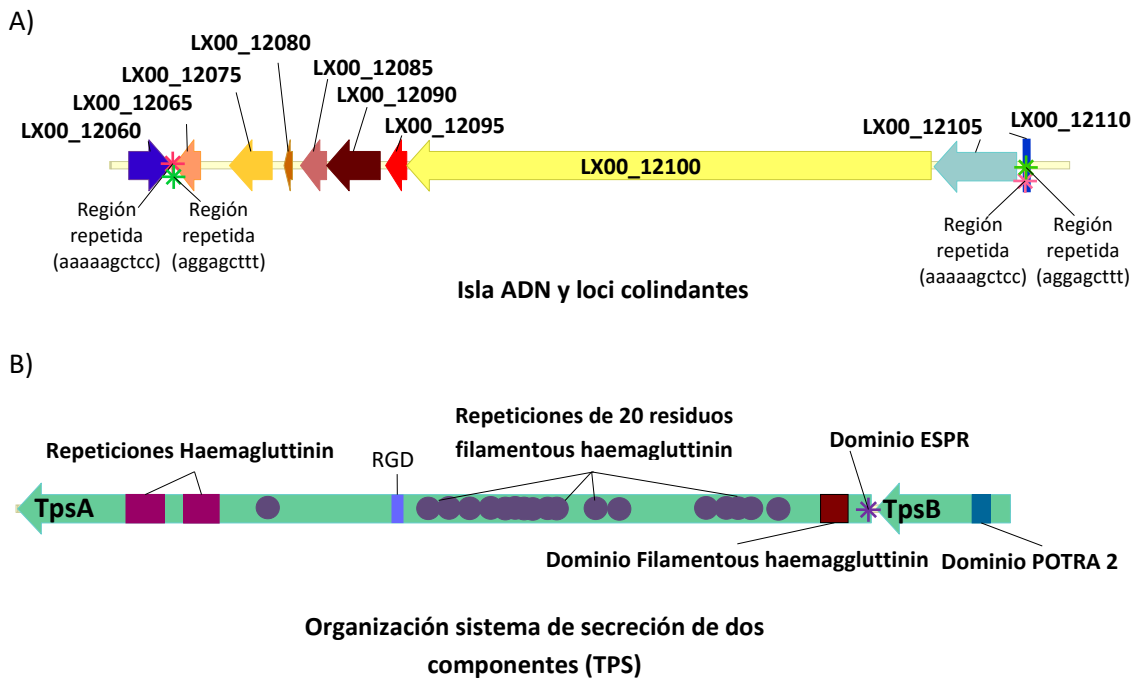 A)
LX00_12080
LX00_12075
LX00_12085
LX00_12065
LX00_12090
LX00_12060
LX00_12095
LX00_12105
LX00_12110
LX00_12100
Región
repetida
(aaaaagctcc)
Región
repetida
(aggagcttt)
Región
repetida
(aaaaagctcc)
Región
repetida
(aggagcttt)
Isla ADN y loci colindantes
B)
Repeticiones Haemagluttinin
RGD
Repeticiones de 20 residuos
filamentous haemagluttinin
Dominio ESPR
TpsA
TpsB
Dominio Filamentous haemaggluttinin
Dominio POTRA 2
Organización sistema de secreción de dos
componentes (TPS)